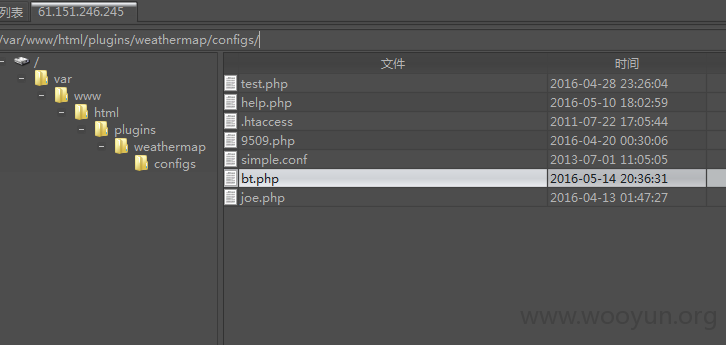 列表 61.151.246.245
/var/www/html/plugins/weathermap/configs/
/
var
www
html
plugins
weathermap
configs
文件 时间
test.php 2016-04-28 23:26:04
help.php 2016-05-10 18:02:59
.htaccess 2011-07-22 17:05:44
9509.php 2016-04-20 00:30:06
simple.conf 2013-07-01 11:05:05
bt.php 2016-05-14 20:36:31
joe.php 2016-04-13 01:47:27
www.wooyun.org